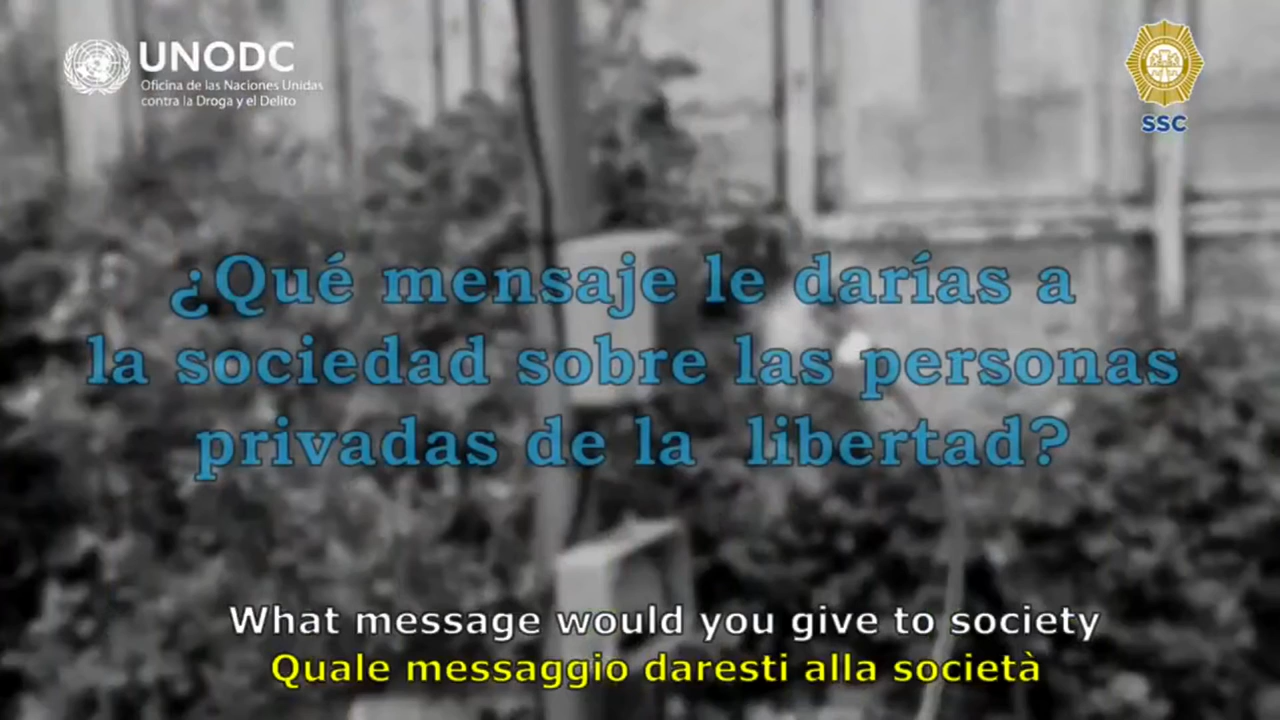 UNODC
Oficina de las Naciones Unidas
contra la Droga y el Delito
SSC
¿Qué mensaje le darías a
la sociedad sobre las personas
privadas de la libertad?
What message would you give to society
Quale messaggio daresti alla società